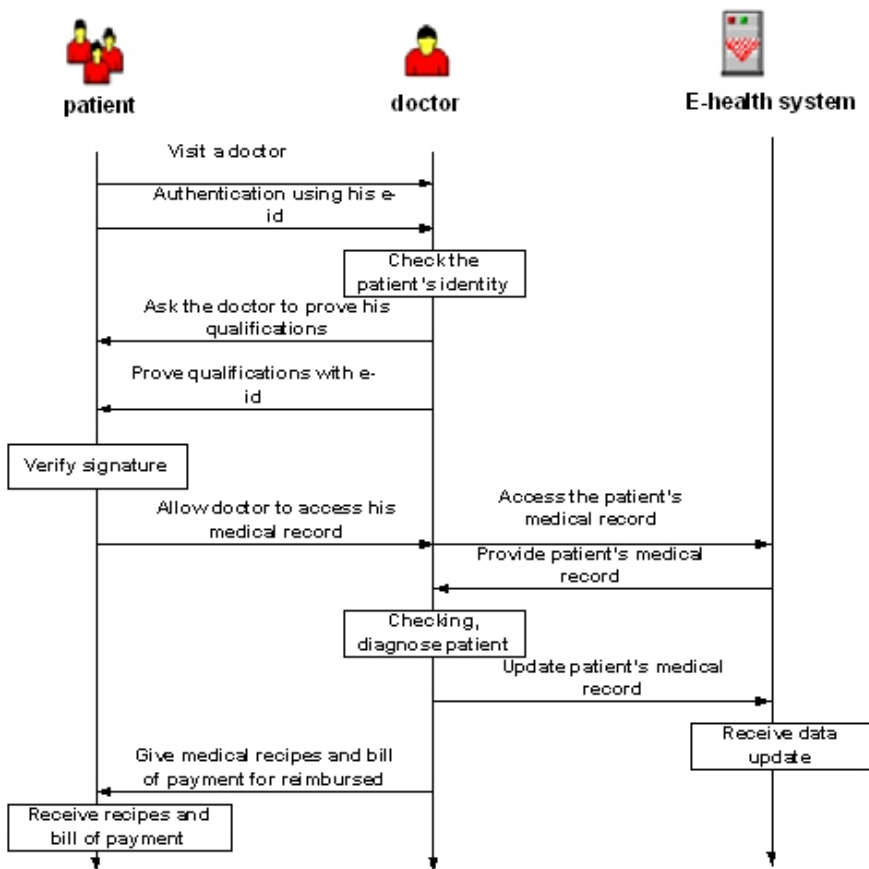 patient
doctor
E-health system
Visit a doctor
Authentication using his e-
id
Check the
patient's identity
Ask the doctor to prove his
qualifications
Prove qualifications with e-
id
Verify signature
Allow doctor to access his
medical record
Access the patient's
medical record
Provide patient's medical
record
Checking,
diagnose patient
Update patient's medical
record
Receive data
update
Give medical recipes and bill
of payment for reimbursed
Receive recipes and
bill of payment